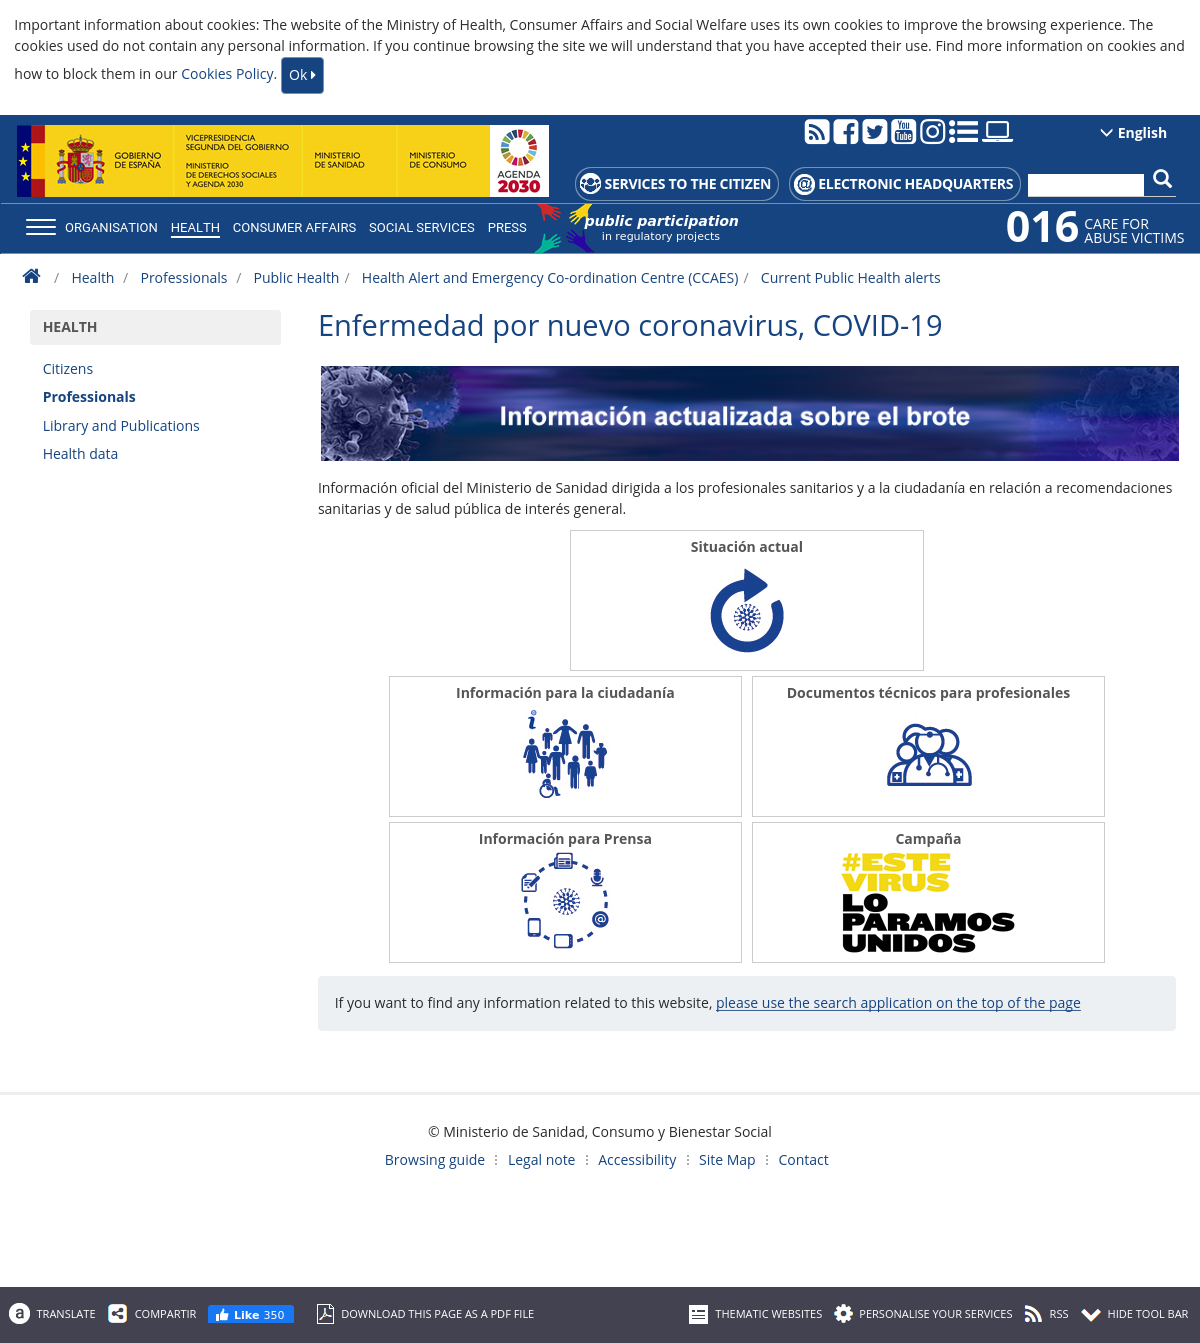 Important information about cookies: The website of the Ministry of Health, Consumer Affairs and Social Welfare uses its own cookies to improve the browsing experience. The
cookies used do not contain any personal information. If you continue browsing the site we will understand that you have accepted their use. Find more information on cookies and
how to block them in our Cookies Policy. Ok
GOBIERNO
DE ESPAÑA
VICEPRESIDENCIA
SEGUNDA DEL GOBIERNO
MINISTERIO
DE DERECHOS SOCIALES
Y AGENDA 2030
MINISTERIO
DE SANIDAD
MINISTERIO
DE CONSUMO
AGENDA
2030
You
Tube
English
SERVICES TO THE CITIZEN
@ ELECTRONIC HEADQUARTERS
ORGANISATION HEALTH CONSUMER AFFAIRS SOCIAL SERVICES PRESS
public participation
in regulatory projects
016 CARE FOR
ABUSE VICTIMS
/ Health / Professionals / Public Health / Health Alert and Emergency Co-ordination Centre (CCAES) / Current Public Health alerts
HEALTH
Citizens
Professionals
Library and Publications
Health data
Enfermedad por nuevo coronavirus, COVID-19
Información actualizada sobre el brote
Información oficial del Ministerio de Sanidad dirigida a los profesionales sanitarios y a la ciudadanía en relación a recomendaciones
sanitarias y de salud pública de interés general.
Situación actual
Información para la ciudadanía
i
Documentos técnicos para profesionales
Información para Prensa
@
Campaña
#ESTE
VIRUS
LO
PARAMOS
UNIDOS
If you want to find any information related to this website, please use the search application on the top of the page
© Ministerio de Sanidad, Consumo y Bienestar Social
Browsing guide Legal note Accessibility Site Map Contact
a TRANSLATE COMPARTIR Like 350 DOWNLOAD THIS PAGE AS A PDF FILE THEMATIC WEBSITES PERSONALISE YOUR SERVICES RSS HIDE TOOL BAR